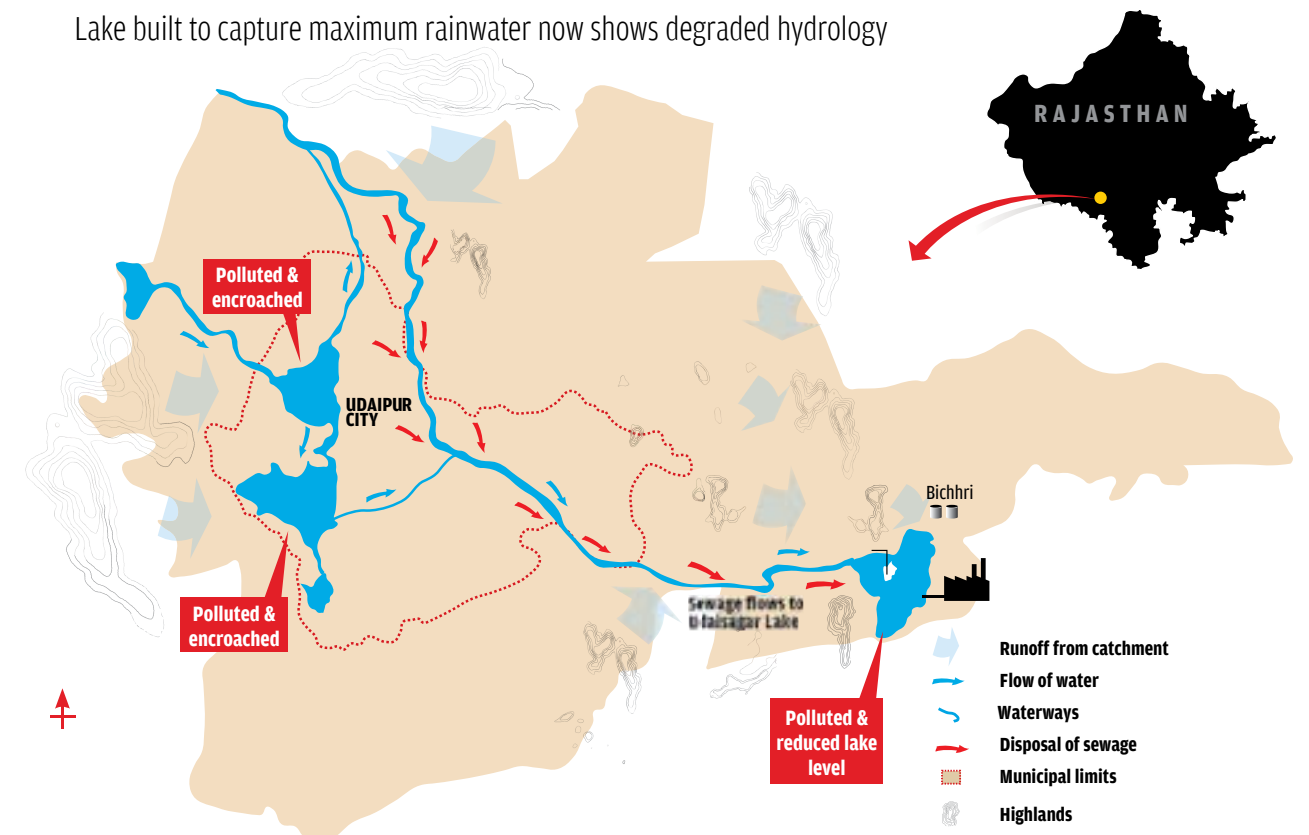 Lake built to capture maximum rainwater now shows degraded hydrology
RAJASTHAN
Polluted &
encroached
UDAIPUR
CITY
Bichhri
Polluted &
encroached
Sewage flows to
Lake
Polluted &
reduced lake
level
Runoff from catchment
Flow of water
Waterways
Disposal of sewage
Municipal limits
Highlands